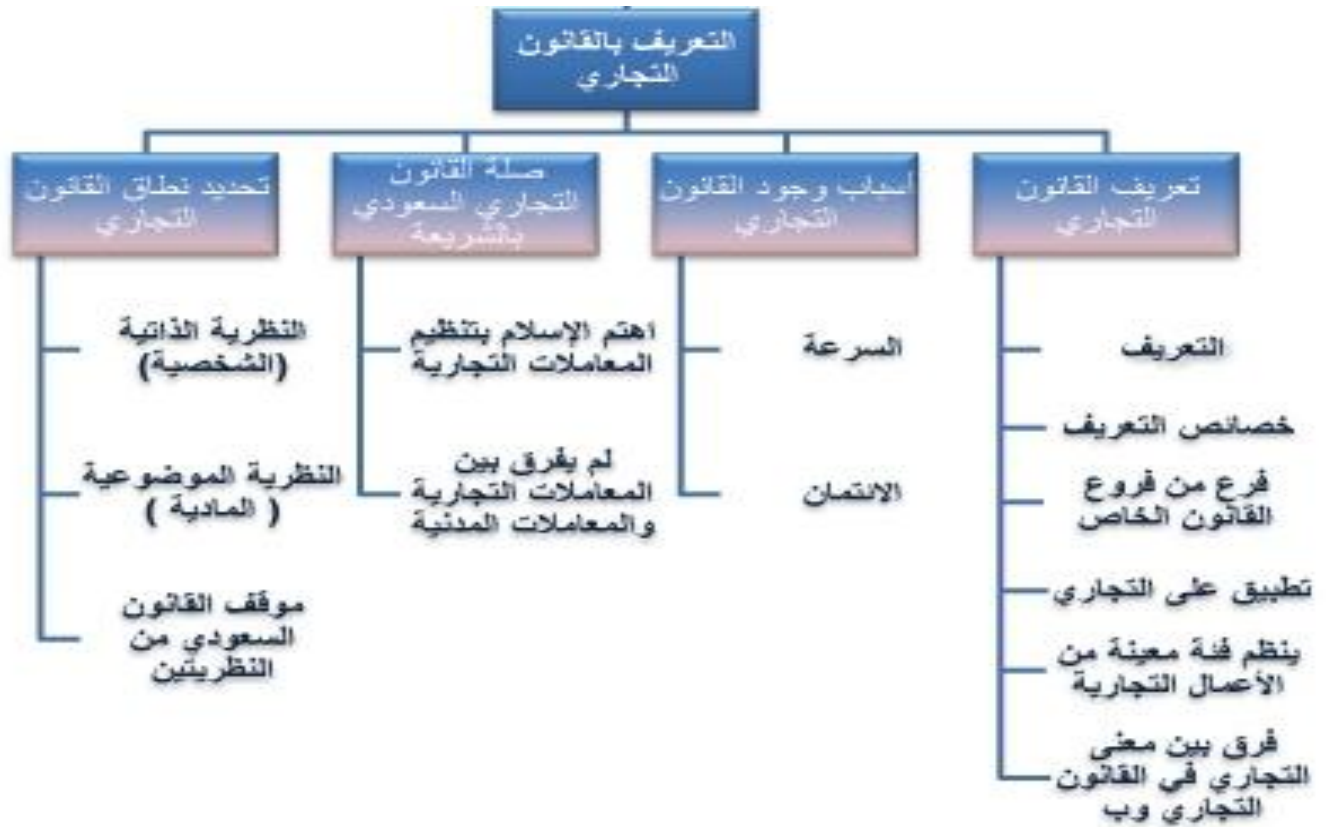 التعريف بالقانون
التجاري
تعريف القانون
التجاري
التعريف
خصائص التعريف
فرع من فروع
القانون الخاص
تطبيق على التجاري
ينظم فئة معينة من
الأعمال التجارية
فرق بين معنى
التجاري في القانون
التجاري وب
أسباب وجود القانون
التجاري
السرعة
الائتمان
صلة القانون
التجاري السعودي
بالشريعة
اهتم الإسلام بتنظيم
المعاملات التجارية
لم يفرق بين
المعاملات التجارية
والمعاملات المدنية
تحديد نطاق القانون
التجاري
النظرية الذاتية
(الشخصية)
النظرية الموضوعية
( المادية )
موقف القانون
السعودي من
النظريتين